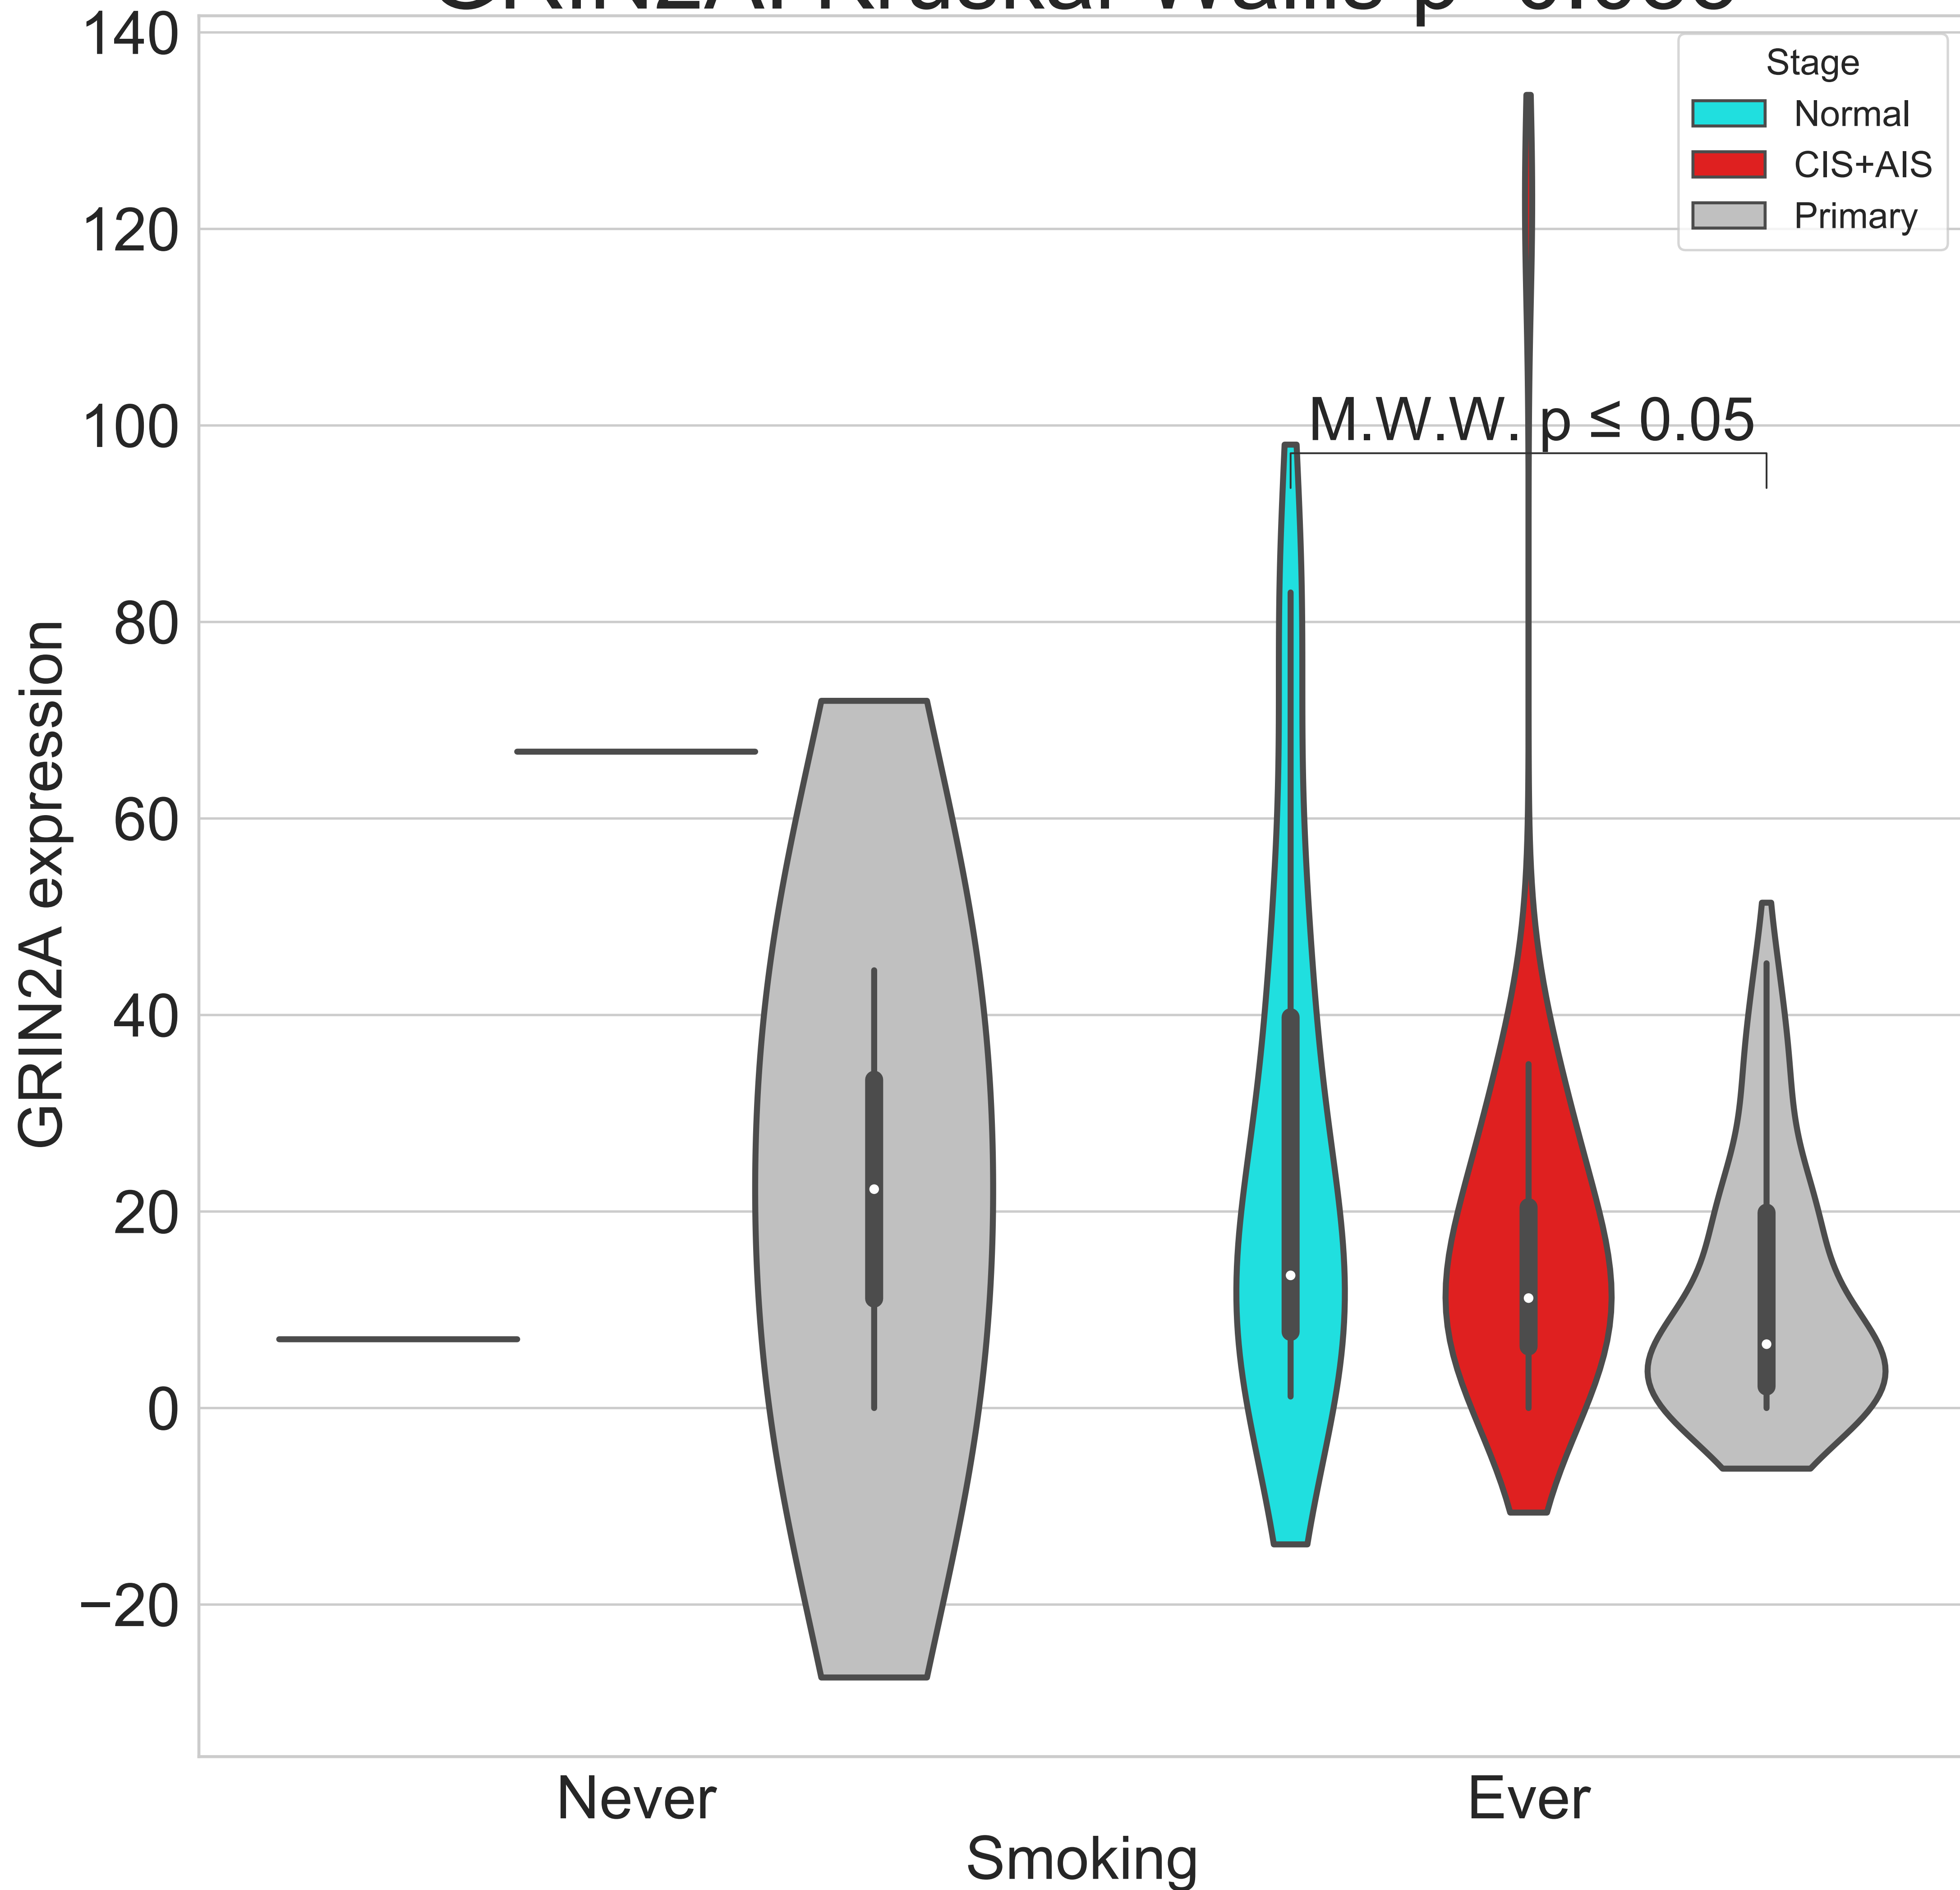 140
120
100
80
60
40
20
0
−20
GRIN2A expression
Stage
Normal
CIS+AIS
Primary
M.W.W. p ≤ 0.05
Never
Ever
Smoking